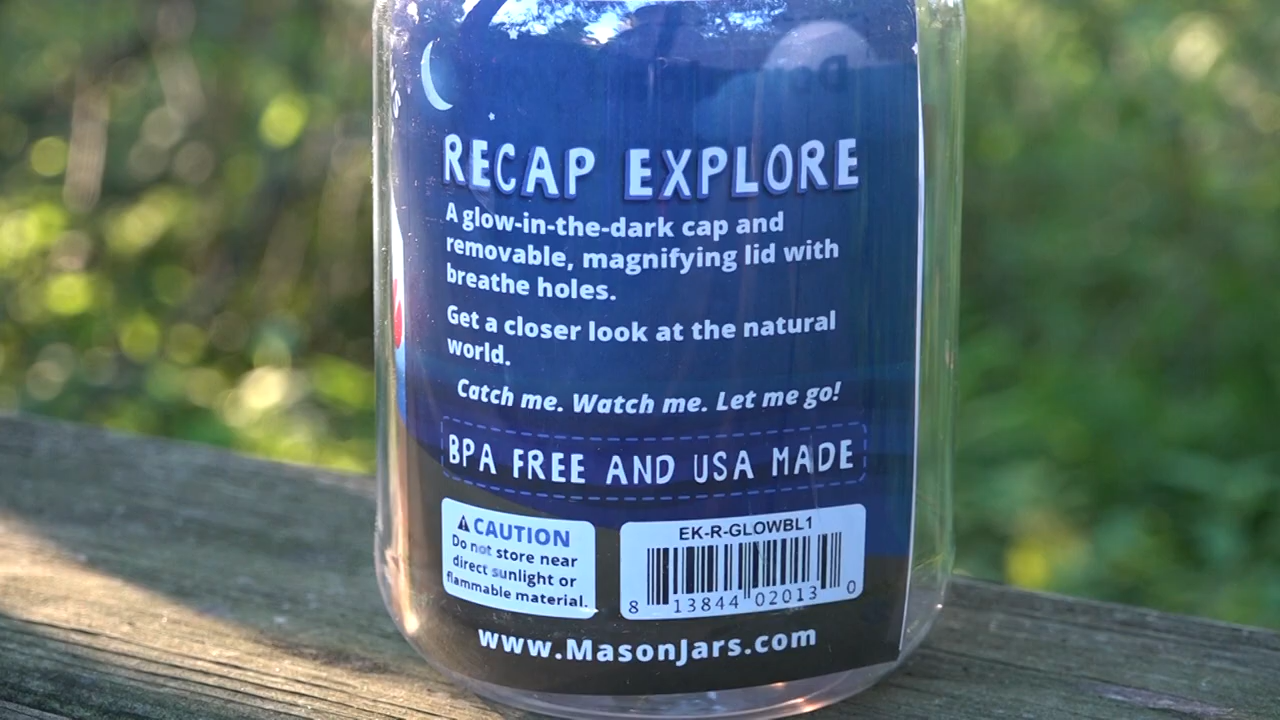 RECAP EXPLORE
A glow-in-the-dark cap and
removable, magnifying lid with
breathe holes.
Get a closer look at the natural
world.
Catch me. Watch me. Let me go!
BPA FREE AND USA MADE
CAUTION
Do not store near
direct sunlight or
flammable material.
EK-R-GLOWBL1
8 13844 02013 0
www.MasonJars.com